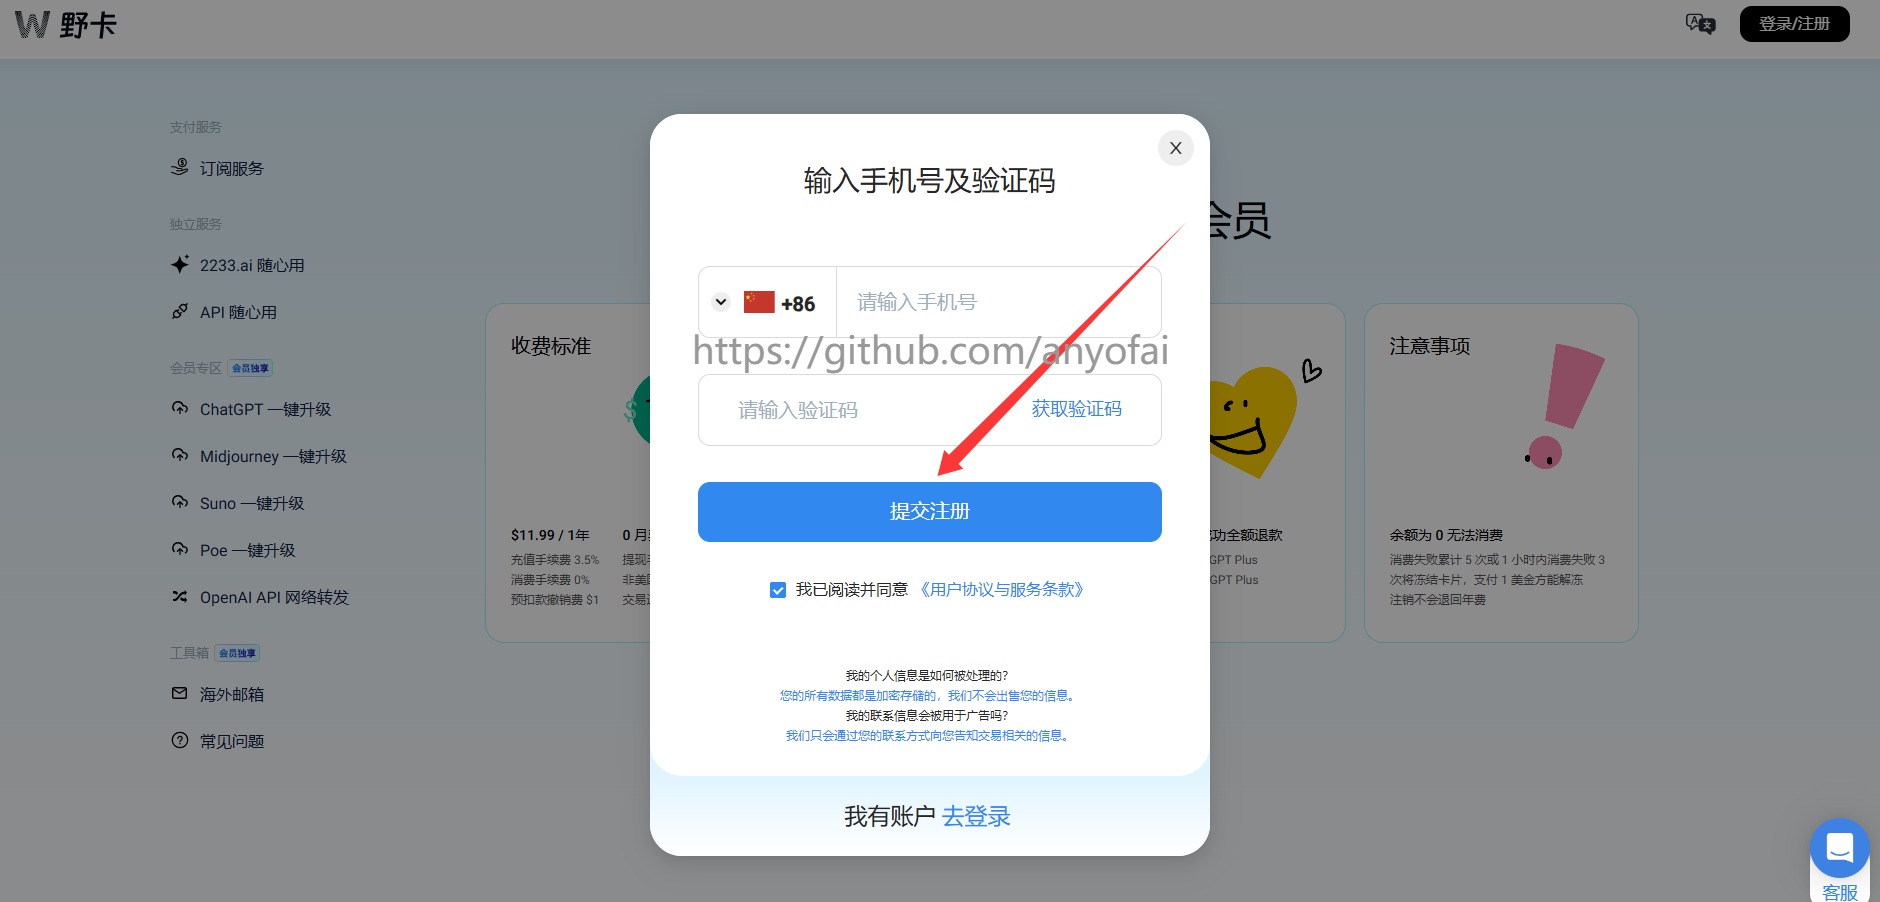 W 野卡
登录/注册
支付服务
订阅服务
独立服务
2233.ai 随心用
API 随心用
会员专区 会员独享
ChatGPT 一键升级
Midjourney 一键升级
Suno 一键升级
Poe 一键升级
OpenAI API 网络转发
工具箱 会员独享
海外邮箱
常见问题
会员
收费标准
$
$11.99 / 1年
充值手续费 3.5%
消费手续费 0%
预扣款撤销费 $1
0 月
提现
非美
交易
X
输入手机号及验证码
+86
请输入手机号
https://github.com/anyofai
请输入验证码
获取验证码
提交注册
我已阅读并同意 《用户协议与服务条款》
我的个人信息是如何被处理的?
您的所有数据都是加密存储的，我们不会出售您的信息。
我的联系信息会被用于广告吗?
我们只会通过您的联系方式向您告知交易相关的信息。
我有账户 去登录
功全额退款
GPT Plus
GPT Plus
注意事项
余额为 0 无法消费
消费失败累计 5 次或 1 小时内消费失败 3
次将冻结卡片，支付 1 美金方能解冻
注销不会退回年费
客服